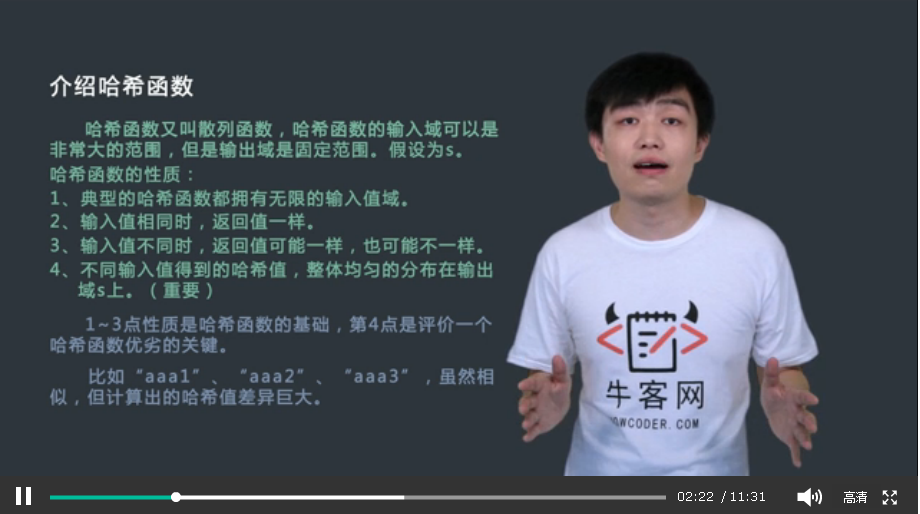 介绍哈希函数
哈希函数又叫散列函数，哈希函数的输入域可以是
非常大的范围，但是输出域是固定范围。假设为s。
哈希函数的性质：
1、典型的哈希函数都拥有无限的输入值域。
2、输入值相同时，返回值一样。
3、输入值不同时，返回值可能一样，也可能不一样。
4、不同输入值得到的哈希值，整体均匀的分布在输出
域s上。（重要）
1~3点性质是哈希函数的基础，第4点是评价一个
哈希函数优劣的关键。
比如“aaa1”、“aaa2”、“aaa3”，虽然相
似，但计算出的哈希值差异巨大。
牛客网
OWCODER.COM
02:22 / 11:31
高清